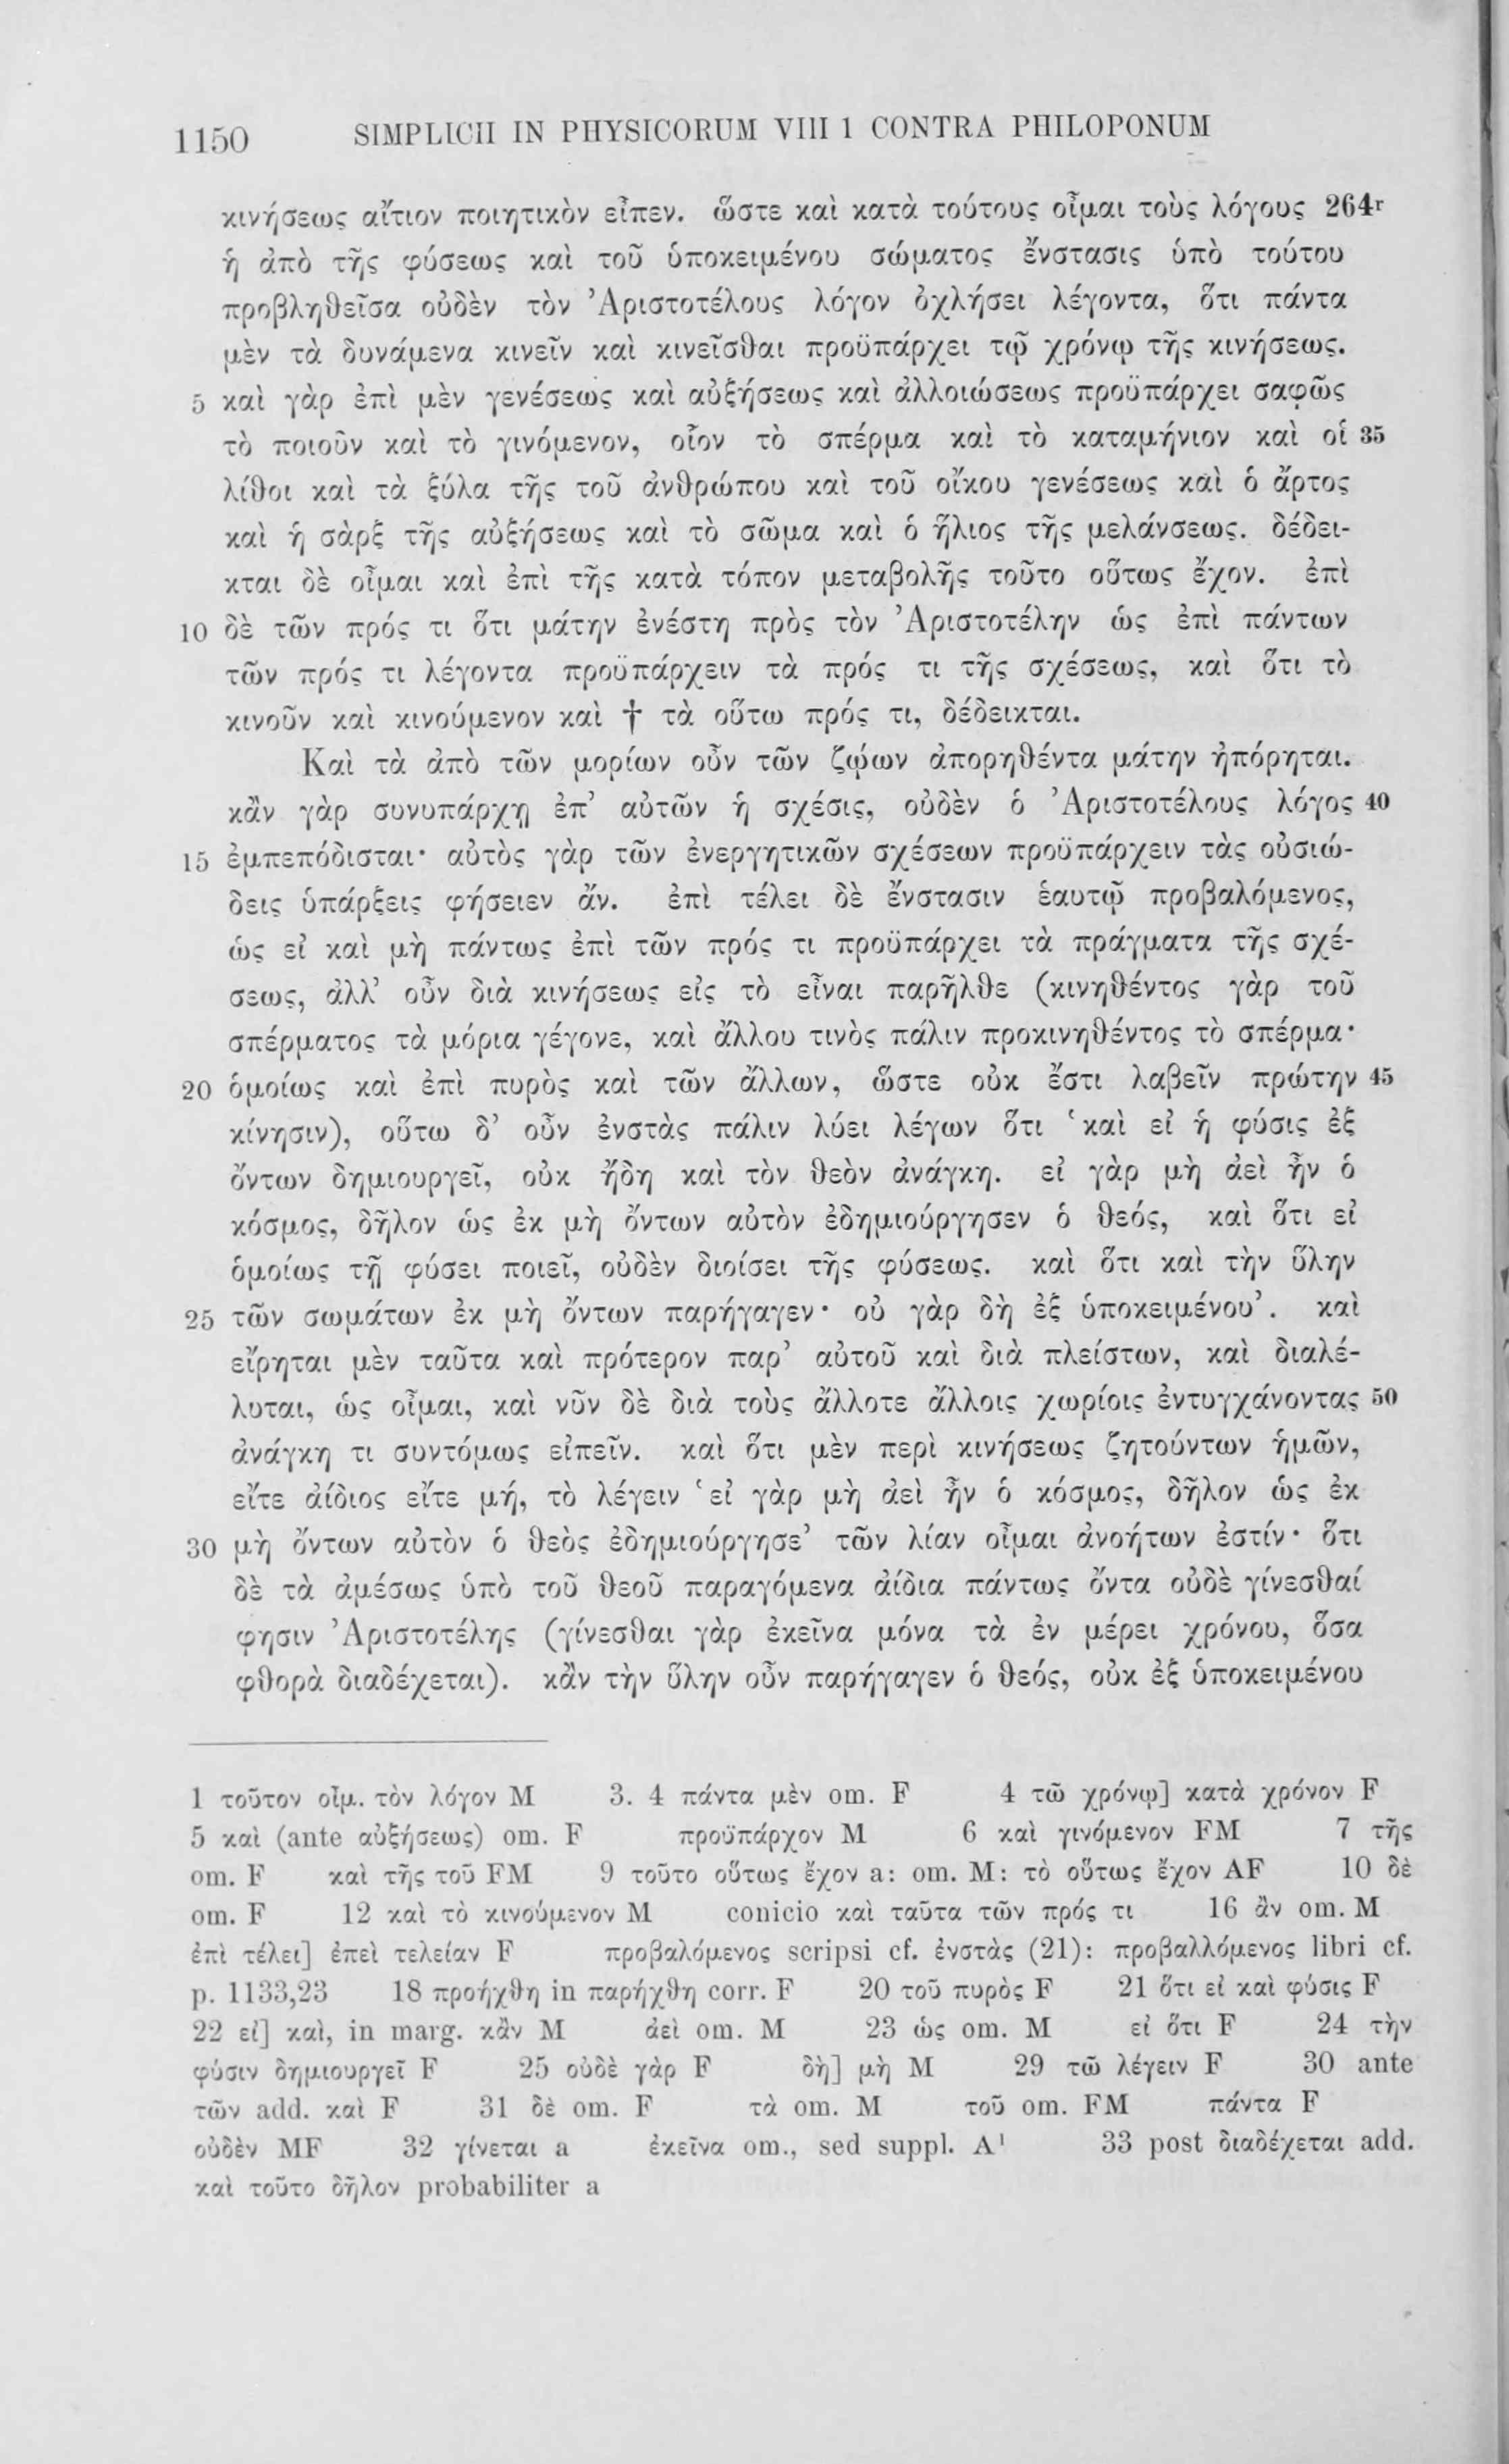 1150 SIMPLICII IN PHYSICORUM VIII 1 CONTRA PHILOPONUM
κινήσεως αἴτιον ποιητικὸν εἶπεν. ὥστε καὶ κατὰ τούτους οἶμαι τοὺς λόγους 264r
ἡ ἀπὸ τῆς φύσεως καὶ τοῦ ὑποκειμένου σώματος ἔνστασις ὑπὸ τούτου
προβληθεῖσα οὐδὲν τὸν Ἀριστοτέλους λόγον ὀχλήσει λέγοντα, ὅτι πάντα
μὲν τὰ δυνάμενα κινεῖν καὶ κινεῖσθαι προϋπάρχει τῷ χρόνῳ τῆς κινήσεως.
5 καὶ γὰρ ἐπὶ μὲν γενέσεως καὶ αὐξήσεως καὶ ἀλλοιώσεως προϋπάρχει σαφῶς
τὸ ποιοῦν καὶ τὸ γινόμενον, οἷον τὸ σπέρμα καὶ τὸ καταμήνιον καὶ οἱ 35
λίθοι καὶ τὰ ξύλα τῆς τοῦ ἀνθρώπου καὶ τοῦ οἴκου γενέσεως καὶ ὁ ἄρτος
καὶ ἡ σὰρξ τῆς αὐξήσεως καὶ τὸ σῶμα καὶ ὁ ἥλιος τῆς μελάνσεως. δέδει-
κται δὲ οἶμαι καὶ ἐπὶ τῆς κατὰ τόπον μεταβολῆς τοῦτο οὕτως ἔχον. ἐπὶ
10 δὲ τῶν πρός τι ὅτι μάτην ἐνέστη πρὸς τὸν Ἀριστοτέλην ὡς ἐπὶ πάντων
τῶν πρός τι λέγοντα προϋπάρχειν τὰ πρός τι τῆς σχέσεως, καὶ ὅτι τὸ
κινοῦν καὶ κινούμενον καὶ † τὰ οὕτω πρός τι, δέδεικται.
Καὶ τὰ ἀπὸ τῶν μορίων οὖν τῶν ζῴων ἀπορηθέντα μάτην ἠπόρηται.
κἂν γὰρ συνυπάρχῃ ἐπ’ αὐτῶν ἡ σχέσις, οὐδὲν ὁ Ἀριστοτέλους λόγος 40
15 ἐμπεπόδισται· αὐτὸς γὰρ τῶν ἐνεργητικῶν σχέσεων προϋπάρχειν τὰς οὐσιώ-
δεις ὑπάρξεις φήσειεν ἄν. ἐπὶ τέλει δὲ ἔνστασιν ἑαυτῷ προβαλόμενος,
ὡς εἰ καὶ μὴ πάντως ἐπὶ τῶν πρός τι προϋπάρχει τὰ πράγματα τῆς σχέ-
σεως, ἀλλ’ οὖν διὰ κινήσεως εἰς τὸ εἶναι παρῆλθε (κινηθέντος γὰρ τοῦ
σπέρματος τὰ μόρια γέγονε, καὶ ἄλλου τινὸς πάλιν προκινηθέντος τὸ σπέρμα·
20 ὁμοίως καὶ ἐπὶ πυρὸς καὶ τῶν ἄλλων, ὥστε οὐκ ἔστι λαβεῖν πρώτην 45
κίνησιν), οὕτω δ’ οὖν ἐνστὰς πάλιν λύει λέγων ὅτι ‘καὶ εἰ ἡ φύσις ἐξ
ὄντων δημιουργεῖ, οὐκ ἤδη καὶ τὸν θεὸν ἀνάγκη. εἰ γὰρ μὴ ἀεὶ ἦν ὁ
κόσμος, δῆλον ὡς ἐκ μὴ ὄντων αὐτὸν ἐδημιούργησεν ὁ θεός, καὶ ὅτι εἰ
ὁμοίως τῇ φύσει ποιεῖ, οὐδὲν διοίσει τῆς φύσεως. καὶ ὅτι καὶ τὴν ὕλην
25 τῶν σωμάτων ἐκ μὴ ὄντων παρήγαγεν· οὐ γὰρ δὴ ἐξ ὑποκειμένου’. καὶ
εἴρηται μὲν ταῦτα καὶ πρότερον παρ’ αὐτοῦ καὶ διὰ πλείστων, καὶ διαλέ-
λυται, ὡς οἶμαι, καὶ νῦν δὲ διὰ τοὺς ἄλλοτε ἄλλοις χωρίοις ἐντυγχάνοντας 50
ἀνάγκη τι συντόμως εἰπεῖν. καὶ ὅτι μὲν περὶ κινήσεως ζητούντων ἡμῶν,
εἴτε ἀίδιος εἴτε μή, τὸ λέγειν ‘εἰ γὰρ μὴ ἀεὶ ἦν ὁ κόσμος, δῆλον ὡς ἐκ
30 μὴ ὄντων αὐτὸν ὁ θεὸς ἐδημιούργησε’ τῶν λίαν οἶμαι ἀνοήτων ἐστίν· ὅτι
δὲ τὰ ἀμέσως ὑπὸ τοῦ θεοῦ παραγόμενα ἀίδια πάντως ὄντα οὐδὲ γίνεσθαί
φησιν Ἀριστοτέλης (γίνεσθαι γὰρ ἐκεῖνα μόνα τὰ ἐν μέρει χρόνου, ὅσα
φθορὰ διαδέχεται). κἂν τὴν ὕλην οὖν παρήγαγεν ὁ θεός, οὐκ ἐξ ὑποκειμένου
1 τοῦτον οἶμ. τὸν λόγον M 3. 4 πάντα μὲν om. F 4 τῶ χρόνῳ] κατὰ χρόνον F
5 καὶ (ante αὐξήσεως) om. F προϋπάρχον M 6 καὶ γινόμενον FM 7 τῆς
om. F καὶ τῆς τοῦ FM 9 τοῦτο οὕτως ἔχον a: om. M: τὸ οὕτως ἔχον AF 10 δὲ
om. F 12 καὶ τὸ κινούμενον M conicio καὶ ταῦτα τῶν πρός τι 16 ἂν om. M
ἐπὶ τέλει] ἐπεὶ τελείαν F προβαλόμενος scripsi cf. ἐνστὰς (21): προβαλλόμενος libri cf.
p. 1133,23 18 προήχθη in παρήχθη corr. F 20 τοῦ πυρὸς F 21 ὅτι εἰ καὶ φύσις F
22 εἰ] καὶ, in marg. κἂν M ἀεὶ om. M 23 ὡς om. M εἰ ὅτι F 24 τὴν
φύσιν δημιουργεῖ F 25 οὐδὲ γὰρ F δὴ] μὴ M 29 τῶ λέγειν F 30 ante
τῶν add. καὶ F 31 δὲ om. F τὰ om. M τοῦ om. FM πάντα F
οὐδὲν MF 32 γίνεται a ἐκεῖνα om., sed suppl. A¹ 33 post διαδέχεται add.
καὶ τοῦτο δῆλον probabiliter a